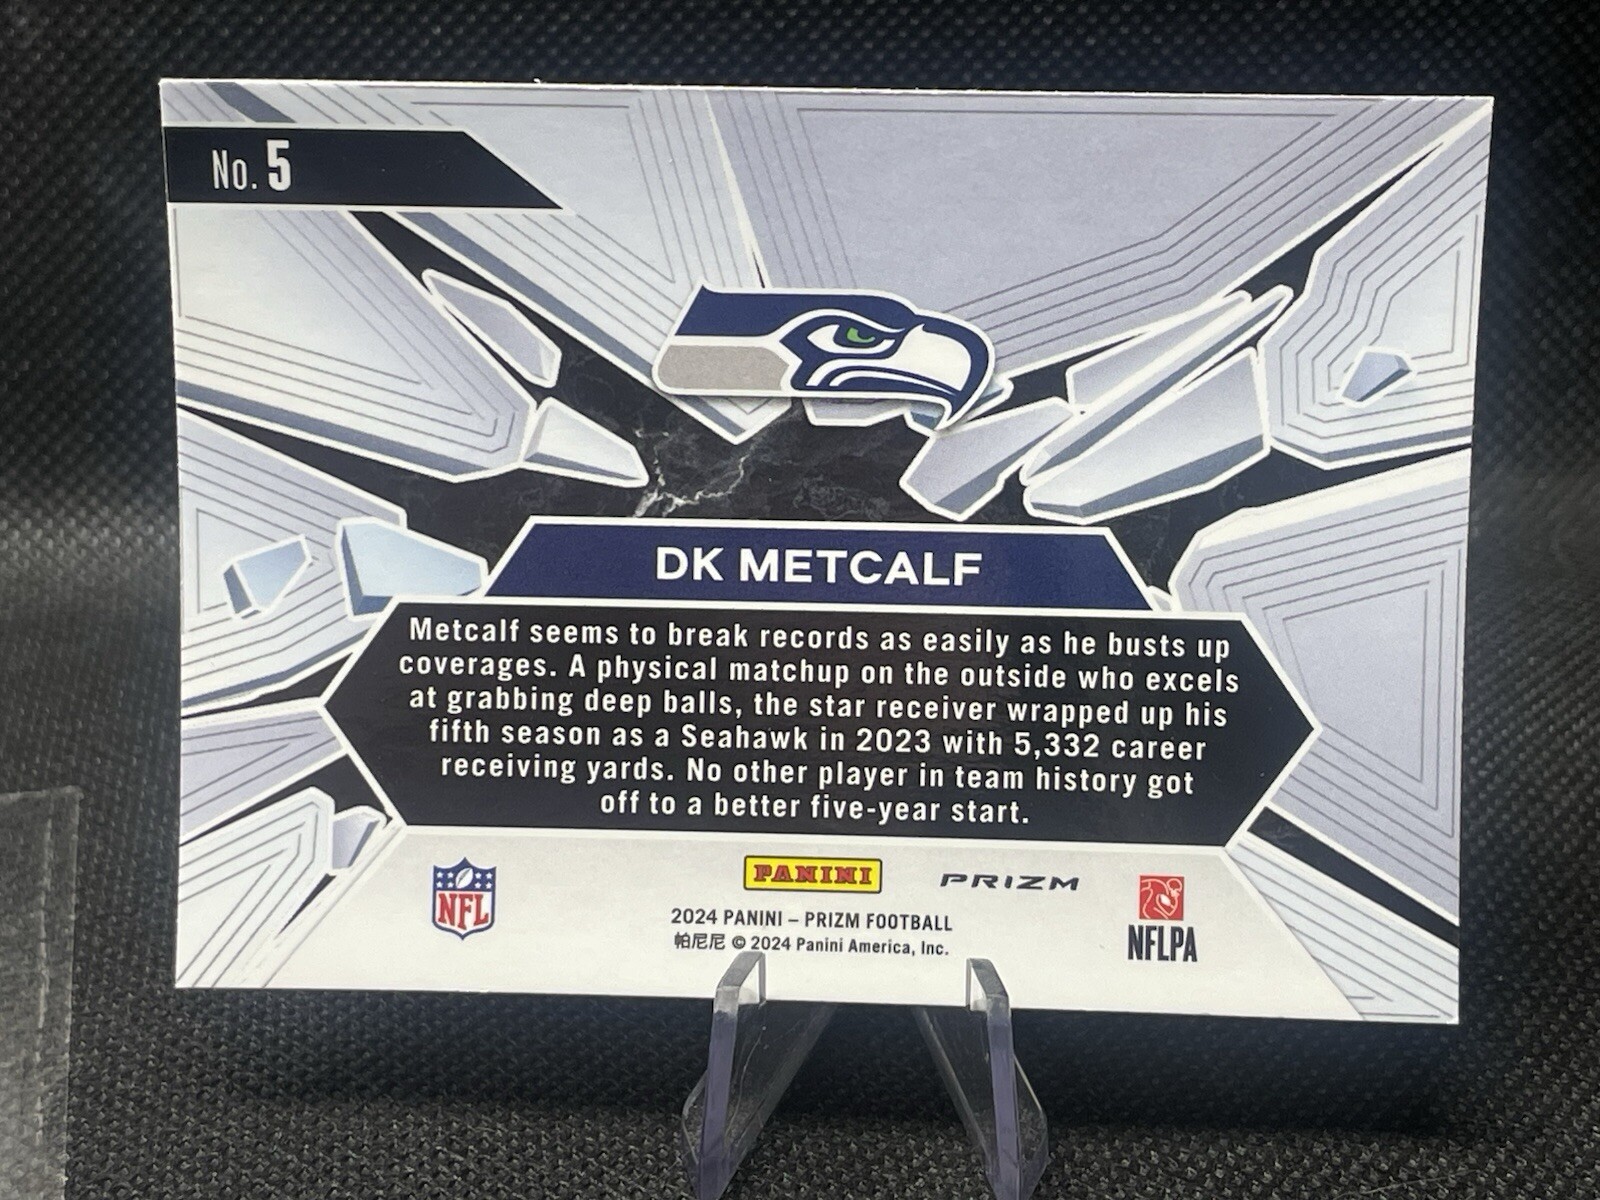 No. 5
DK METCALF
Metcalf seems to break records as easily as he busts up
coverages. A physical matchup on the outside who excels
at grabbing deep balls, the star receiver wrapped up his
fifth season as a Seahawk in 2023 with 5,332 career
receiving yards. No other player in team history got
off to a better five-year start.
NFL
PANINI
PRIZM
NFLPA
2024 PANINI – PRIZM FOOTBALL
帕尼尼 © 2024 Panini America, Inc.